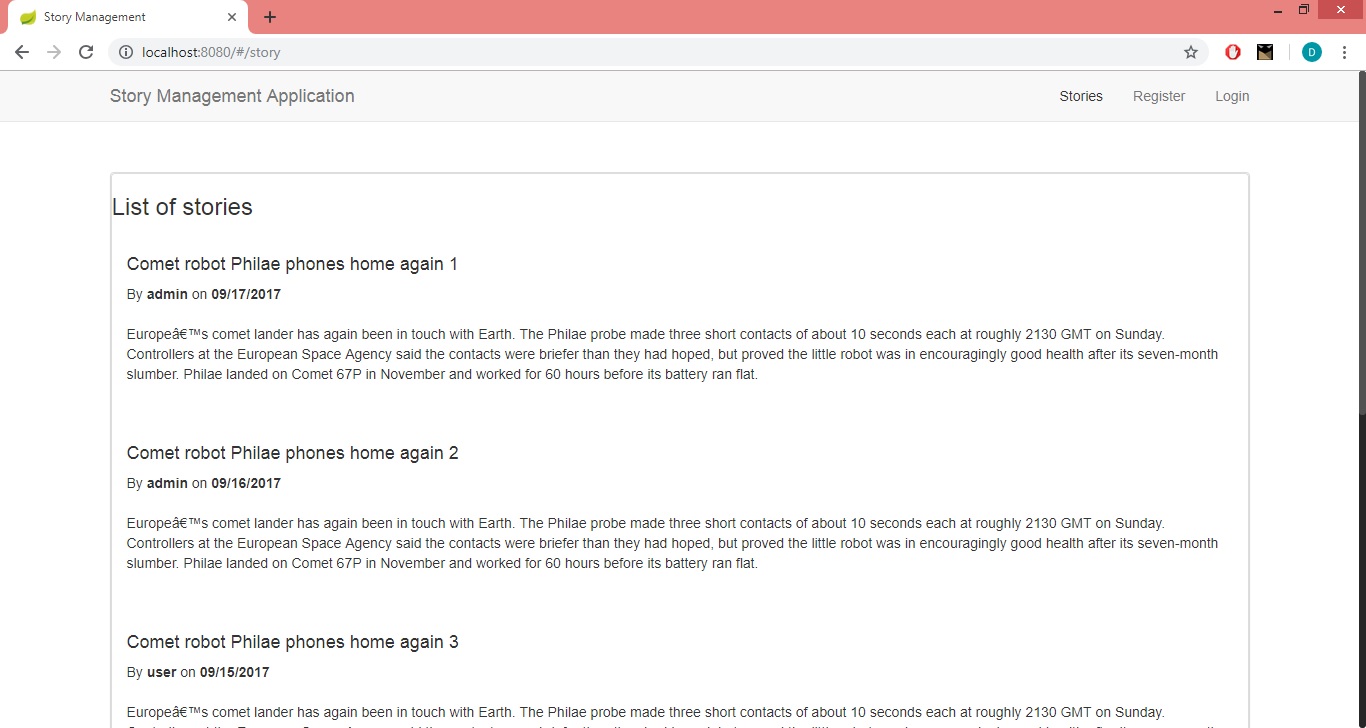 Story Management
localhost:8080/#/story
D
Story Management Application
Stories
Register
Login
List of stories
Comet robot Philae phones home again 1
By admin on 09/17/2017
Europeâ€™s comet lander has again been in touch with Earth. The Philae probe made three short contacts of about 10 seconds each at roughly 2130 GMT on Sunday.
Controllers at the European Space Agency said the contacts were briefer than they had hoped, but proved the little robot was in encouragingly good health after its seven-month
slumber. Philae landed on Comet 67P in November and worked for 60 hours before its battery ran flat.
Comet robot Philae phones home again 2
By admin on 09/16/2017
Europeâ€™s comet lander has again been in touch with Earth. The Philae probe made three short contacts of about 10 seconds each at roughly 2130 GMT on Sunday.
Controllers at the European Space Agency said the contacts were briefer than they had hoped, but proved the little robot was in encouragingly good health after its seven-month
slumber. Philae landed on Comet 67P in November and worked for 60 hours before its battery ran flat.
Comet robot Philae phones home again 3
By user on 09/15/2017
Europeâ€™s comet lander has again been in touch with Earth. The Philae probe made three short contacts of about 10 seconds each at roughly 2130 GMT on Sunday.